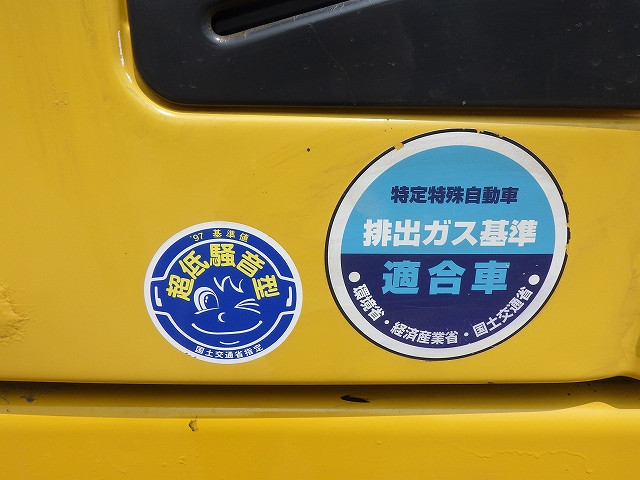 '97 基準値
超低騒音型
国土交通省指定
特定特殊自動車
排出ガス基準
適合車
・環境省・経済産業省・国土交通省・